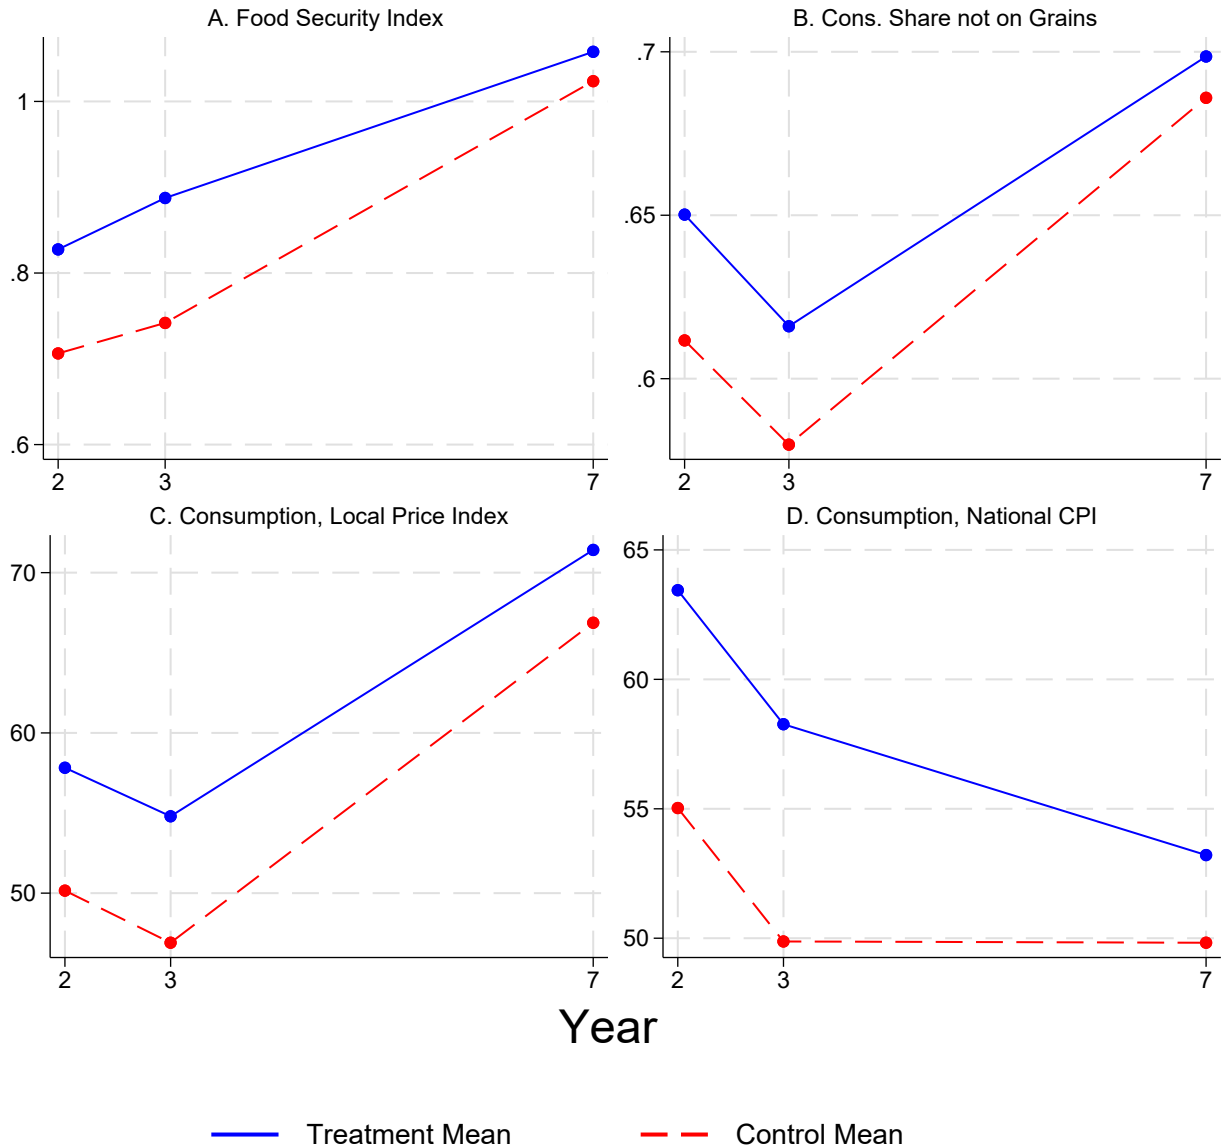 A. Food Security Index
1
.8
.6
2 3 7
B. Cons. Share not on Grains
.7
.65
.6
2 3 7
C. Consumption, Local Price Index
70
60
50
2 3 7
D. Consumption, National CPI
65
60
55
50
2 3 7
Year
Treatment Mean Control Mean